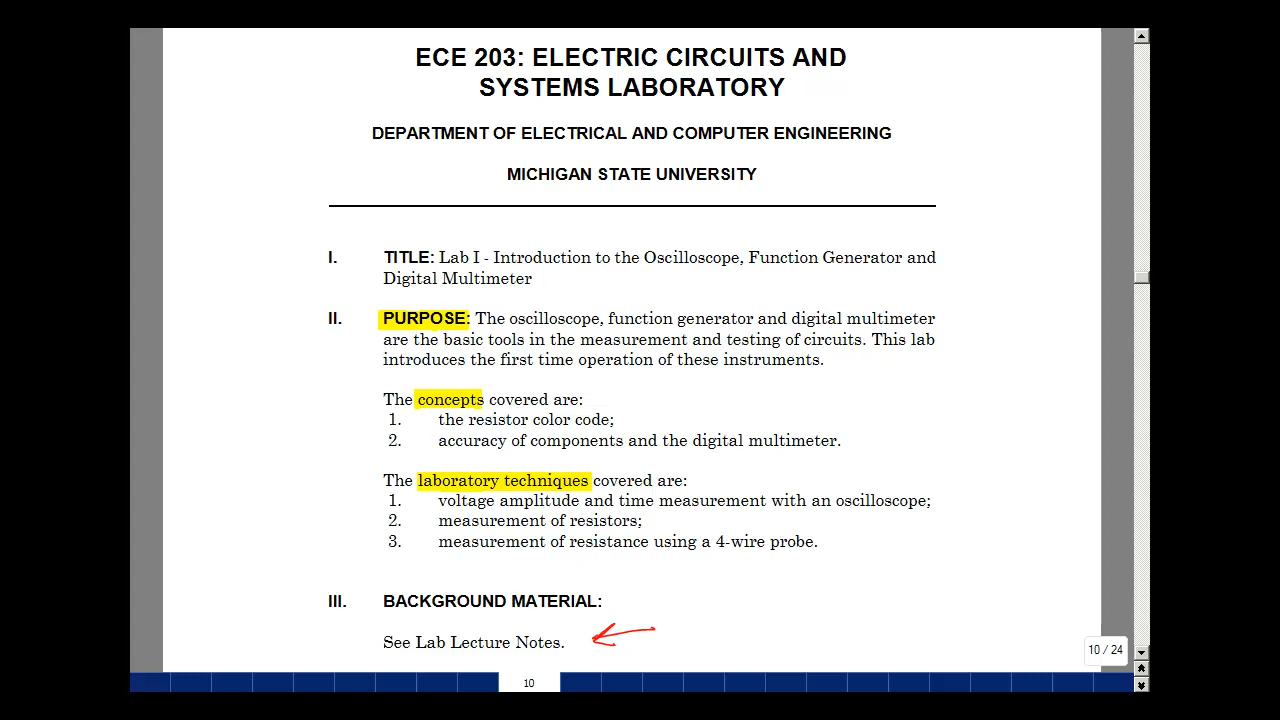 ECE 203: ELECTRIC CIRCUITS AND
SYSTEMS LABORATORY
DEPARTMENT OF ELECTRICAL AND COMPUTER ENGINEERING
MICHIGAN STATE UNIVERSITY
I. TITLE: Lab I - Introduction to the Oscilloscope, Function Generator and
Digital Multimeter
II. PURPOSE: The oscilloscope, function generator and digital multimeter
are the basic tools in the measurement and testing of circuits. This lab
introduces the first time operation of these instruments.
The concepts covered are:
1. the resistor color code;
2. accuracy of components and the digital multimeter.
The laboratory techniques covered are:
1. voltage amplitude and time measurement with an oscilloscope;
2. measurement of resistors;
3. measurement of resistance using a 4-wire probe.
III. BACKGROUND MATERIAL:
See Lab Lecture Notes.
10 / 24
10